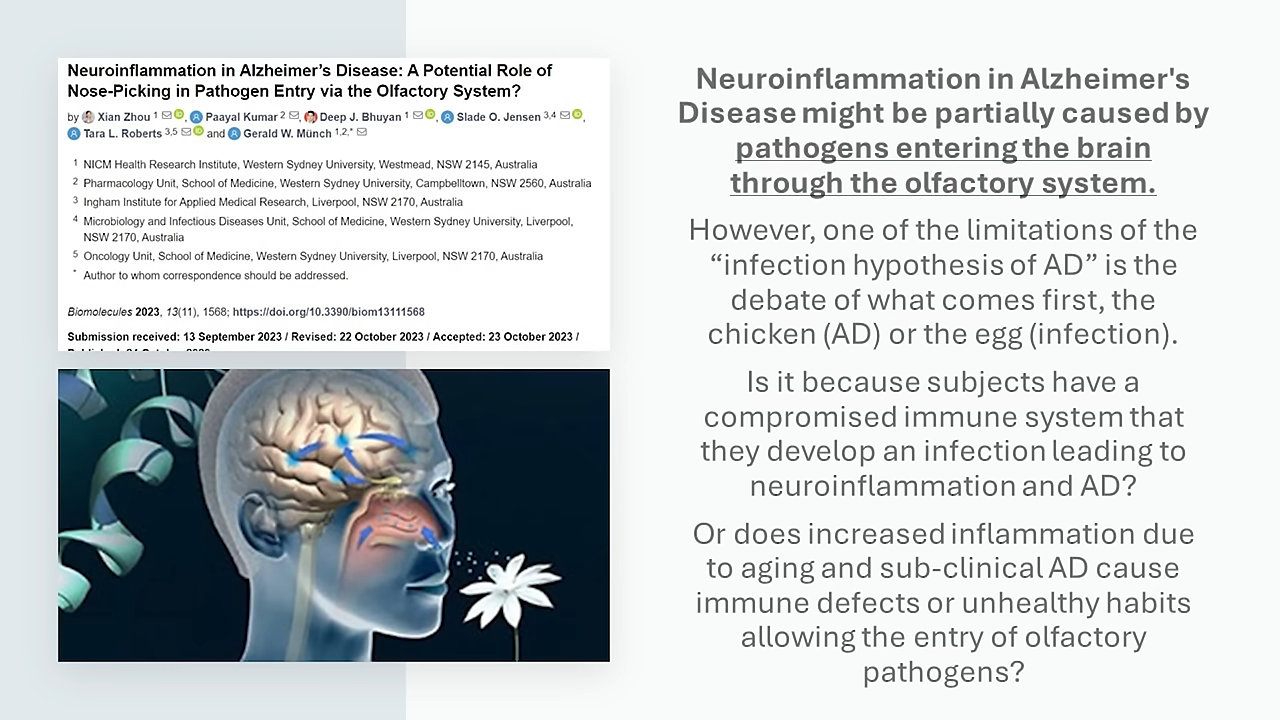 Neuroinflammation in Alzheimer’s Disease: A Potential Role of
Nose-Picking in Pathogen Entry via the Olfactory System?
by Xian Zhou 1, Paayal Kumar 2, Deep J. Bhuyan 1, Slade O. Jensen 3,4,
Tara L. Roberts 3,5 and Gerald W. Münch 1,2,*
1 NICM Health Research Institute, Western Sydney University, Westmead, NSW 2145, Australia
2 Pharmacology Unit, School of Medicine, Western Sydney University, Campbelltown, NSW 2560, Australia
3 Ingham Institute for Applied Medical Research, Liverpool, NSW 2170, Australia
4 Microbiology and Infectious Diseases Unit, School of Medicine, Western Sydney University, Liverpool,
NSW 2170, Australia
5 Oncology Unit, School of Medicine, Western Sydney University, Liverpool, NSW 2170, Australia
* Author to whom correspondence should be addressed.
Biomolecules 2023, 13(11), 1568; https://doi.org/10.3390/biom13111568
Submission received: 13 September 2023 / Revised: 22 October 2023 / Accepted: 23 October 2023 /
Neuroinflammation in Alzheimer's
Disease might be partially caused by
pathogens entering the brain
through the olfactory system.
However, one of the limitations of the
“infection hypothesis of AD” is the
debate of what comes first, the
chicken (AD) or the egg (infection).
Is it because subjects have a
compromised immune system that
they develop an infection leading to
neuroinflammation and AD?
Or does increased inflammation due
to aging and sub-clinical AD cause
immune defects or unhealthy habits
allowing the entry of olfactory
pathogens?